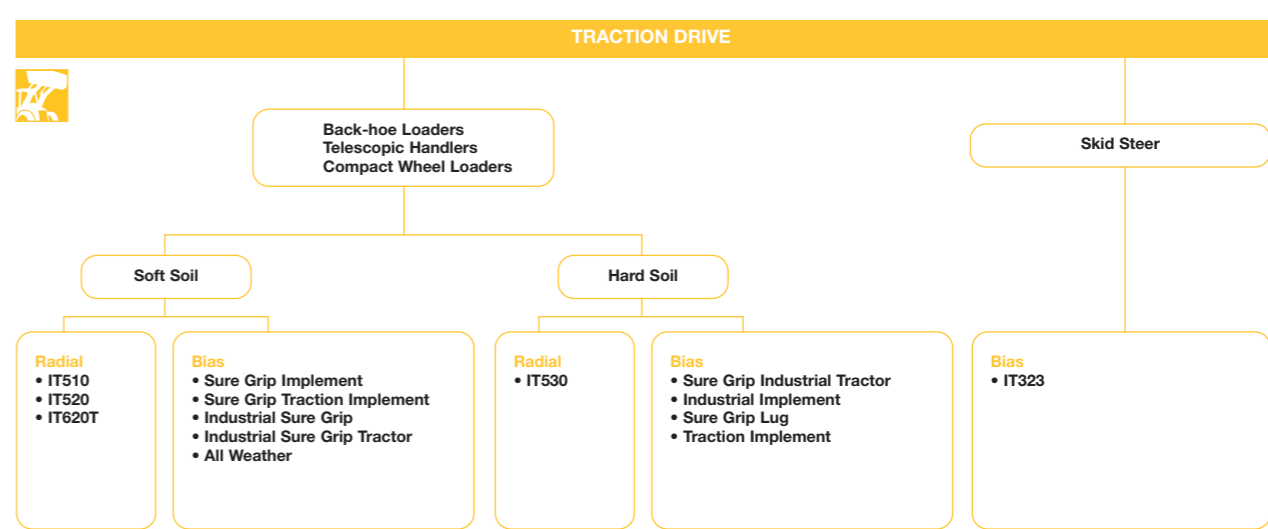 TRACTION DRIVE
Back-hoe Loaders
Telescopic Handlers
Compact Wheel Loaders
Skid Steer
Soft Soil
Hard Soil
Radial
• IT510
• IT520
• IT620T
Bias
• Sure Grip Implement
• Sure Grip Traction Implement
• Industrial Sure Grip
• Industrial Sure Grip Tractor
• All Weather
Radial
• IT530
Bias
• Sure Grip Industrial Tractor
• Industrial Implement
• Sure Grip Lug
• Traction Implement
Bias
• IT323